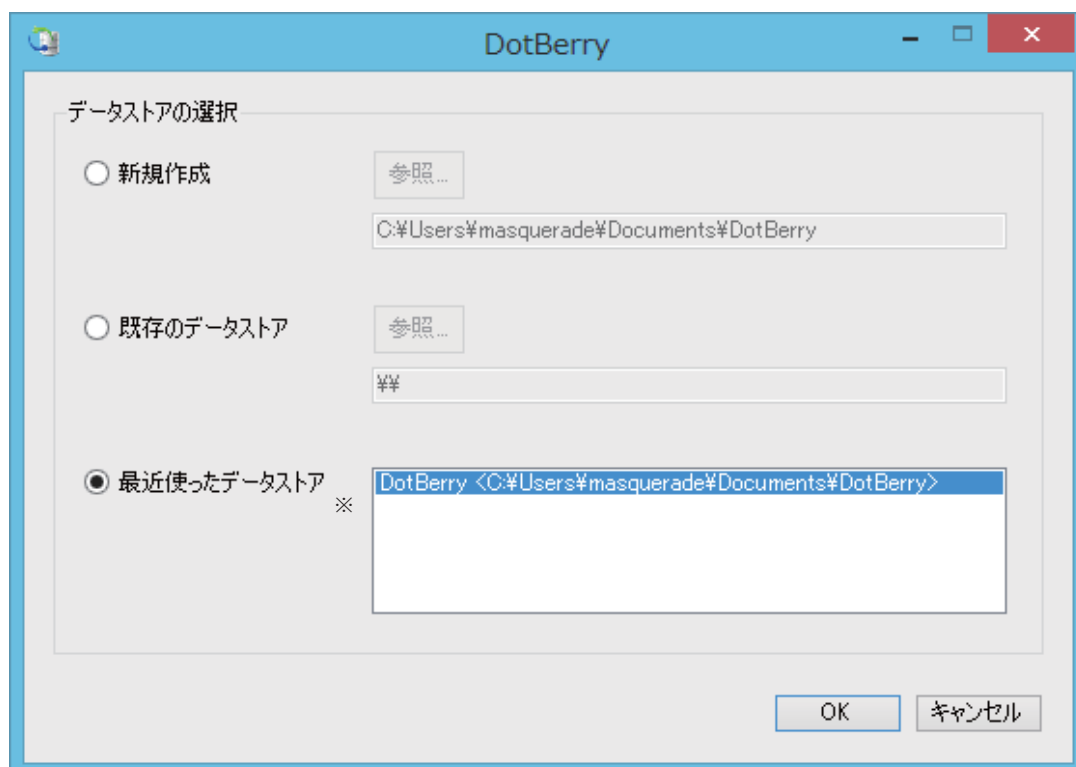 DotBerry
データストアの選択
新規作成
参照...
C:¥Users¥masquerade¥Documents¥DotBerry
既存のデータストア
参照...
¥¥
最近使ったデータストア
※
DotBerry <C:¥Users¥masquerade¥Documents¥DotBerry>
OK
キャンセル